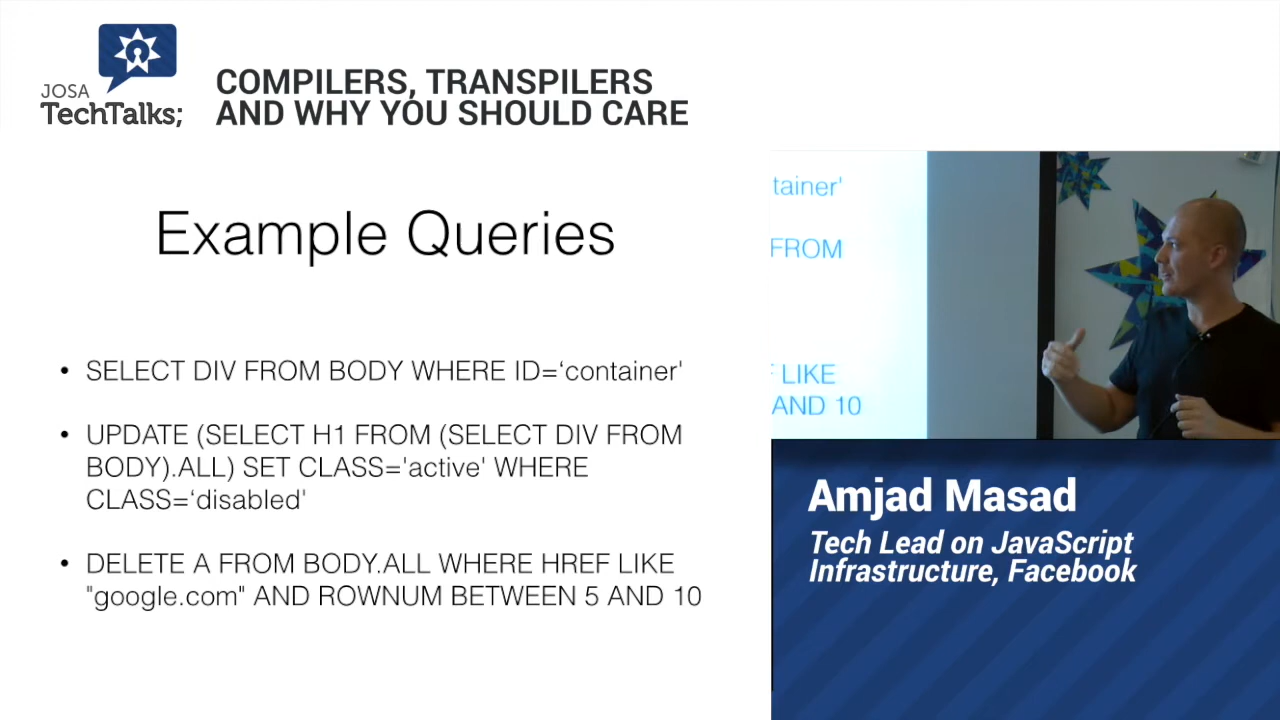 JOSA
TechTalks;
COMPILERS, TRANSPILERS
AND WHY YOU SHOULD CARE
Example Queries
• SELECT DIV FROM BODY WHERE ID=‘container'
• UPDATE (SELECT H1 FROM (SELECT DIV FROM
BODY).ALL) SET CLASS='active' WHERE
CLASS=‘disabled'
• DELETE A FROM BODY.ALL WHERE HREF LIKE
"google.com" AND ROWNUM BETWEEN 5 AND 10
tainer'
FROM
LIKE
AND 10
Amjad Masad
Tech Lead on JavaScript
Infrastructure, Facebook